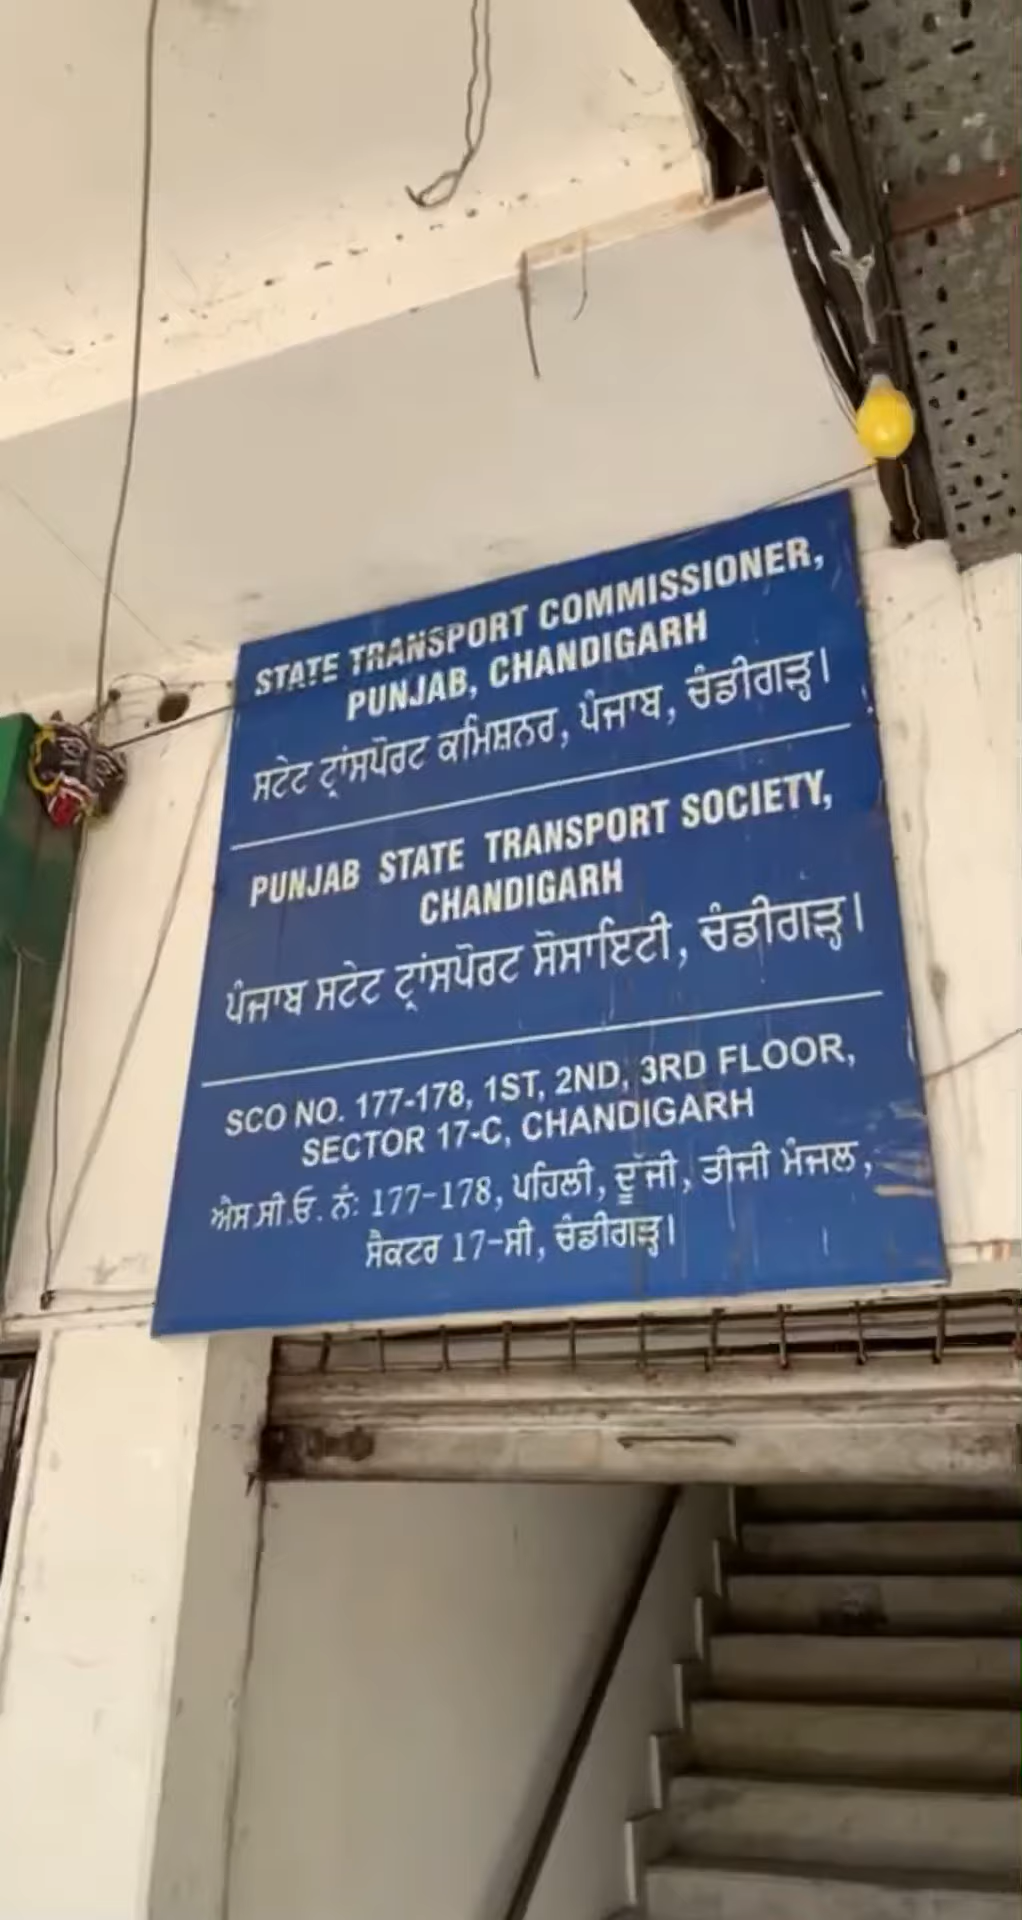 STATE TRANSPORT COMMISSIONER,
PUNJAB, CHANDIGARH
ਸਟੇਟ ਟ੍ਰਾਂਸਪੋਰਟ ਕਮਿਸ਼ਨਰ, ਪੰਜਾਬ, ਚੰਡੀਗੜ੍ਹ।
PUNJAB STATE TRANSPORT SOCIETY,
CHANDIGARH
ਪੰਜਾਬ ਸਟੇਟ ਟ੍ਰਾਂਸਪੋਰਟ ਸੋਸਾਇਟੀ, ਚੰਡੀਗੜ੍ਹ।
SCO NO. 177-178, 1ST, 2ND, 3RD FLOOR,
SECTOR 17-C, CHANDIGARH
ਐਸ.ਸੀ.ਓ. ਨੰ: 177-178, ਪਹਿਲੀ, ਦੂੱਜੀ, ਤੀਜੀ ਮੰਜਲ,
ਸੈਕਟਰ 17-ਸੀ, ਚੰਡੀਗੜ੍ਹ।